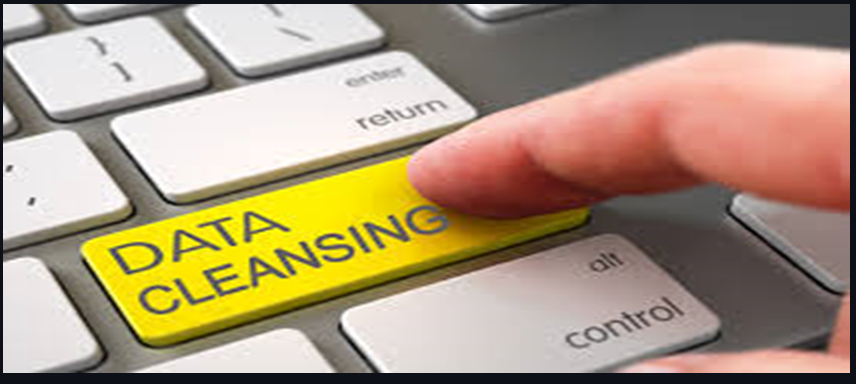 }
]
\
enter
return
DATA
CLEANSING
alt
control